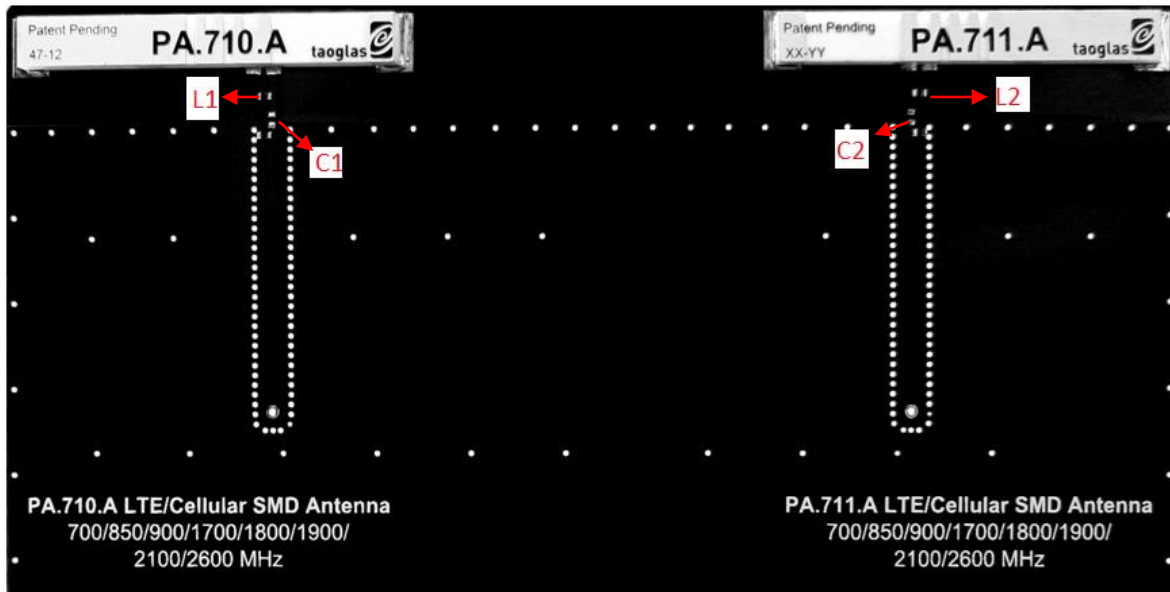 Patent Pending
47-12
PA.710.A
taoglas
Patent Pending
XX-YY
PA.711.A
taoglas
L1
C1
L2
C2
PA.710.A LTE/Cellular SMD Antenna
700/850/900/1700/1800/1900/
2100/2600 MHz
PA.711.A LTE/Cellular SMD Antenna
700/850/900/1700/1800/1900/
2100/2600 MHz